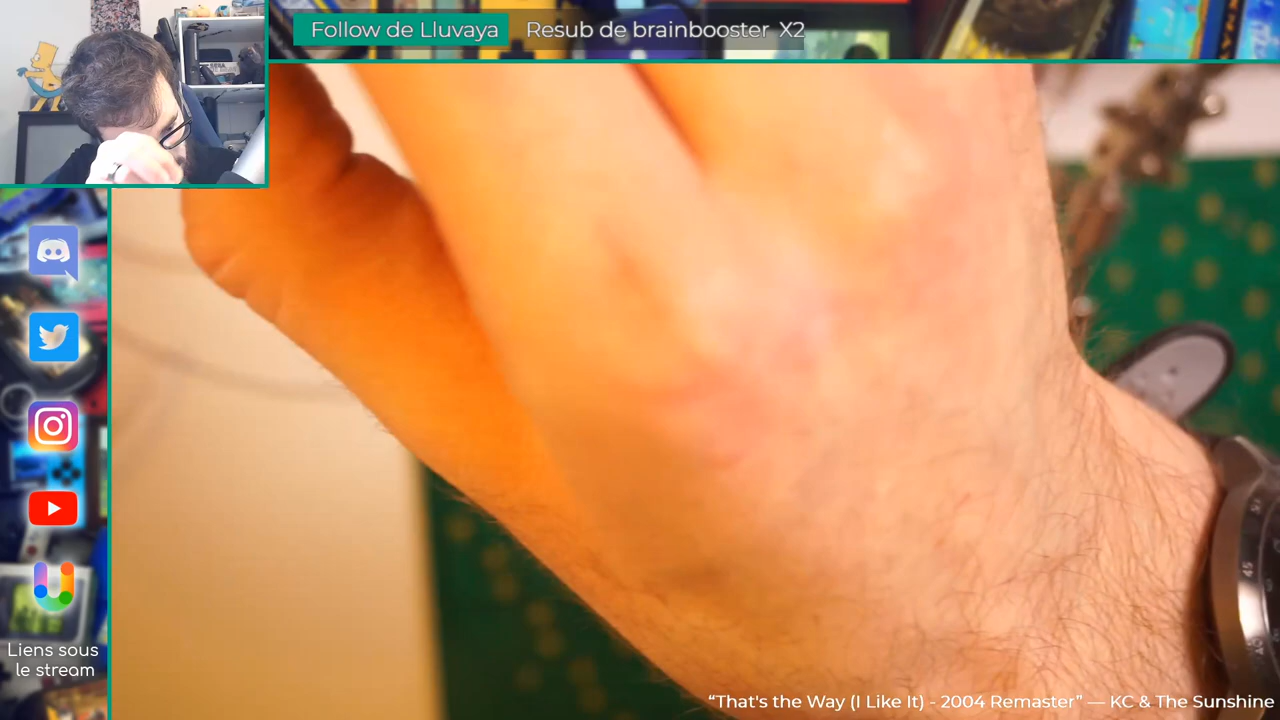 Follow de Lluvaya Resub de brainbooster X2
Liens sous
le stream
“That's the Way (I Like It) - 2004 Remaster” — KC & The Sunshine